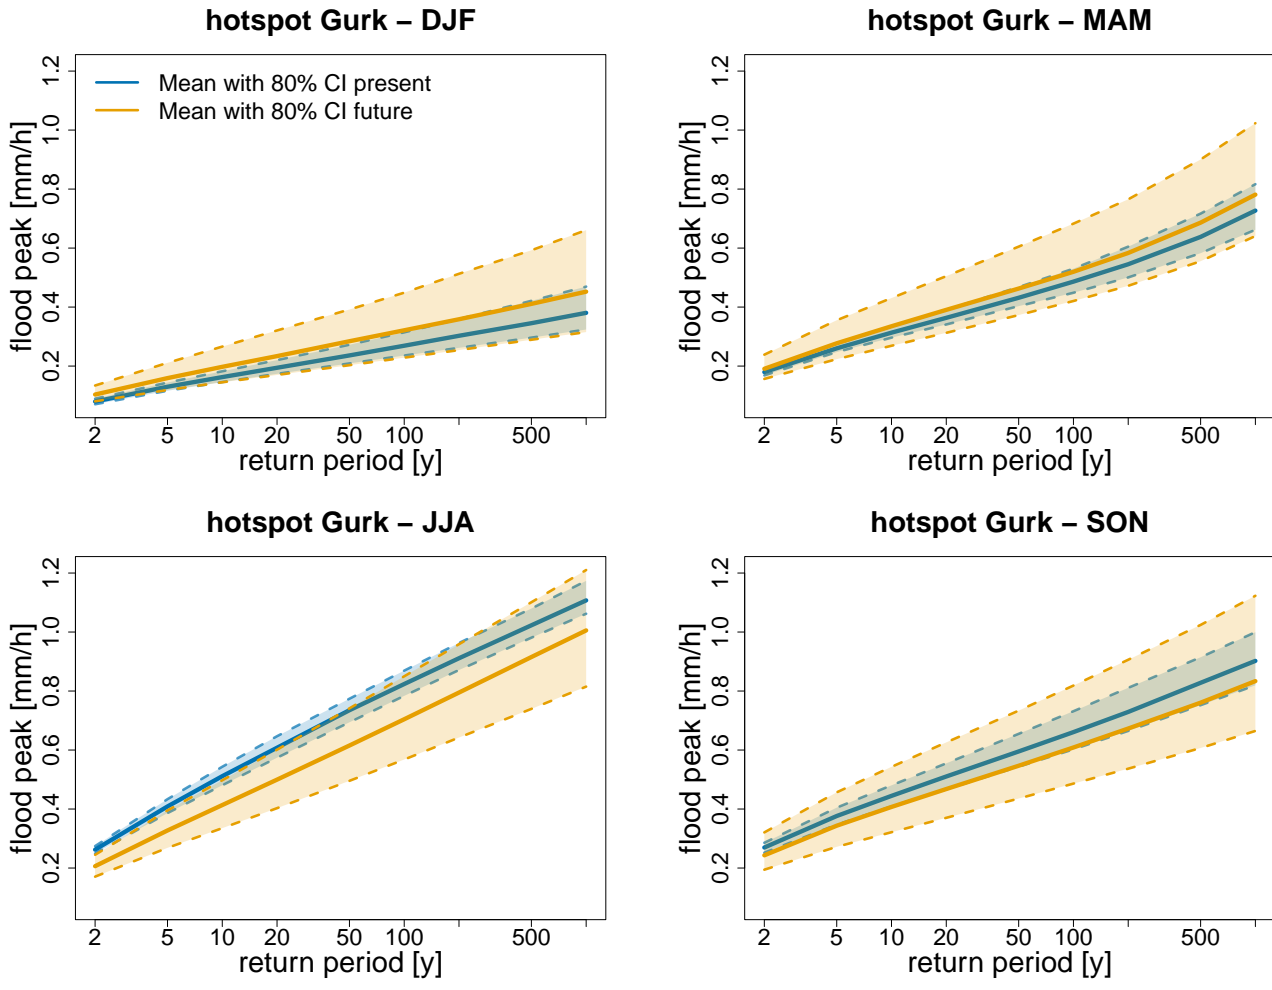 hotspot Gurk – DJF
flood peak [mm/h]
1.2
1.0
0.8
0.6
0.4
0.2
Mean with 80% CI present
Mean with 80% CI future
2 5 10 20 50 100 500
return period [y]
hotspot Gurk – MAM
flood peak [mm/h]
1.2
1.0
0.8
0.6
0.4
0.2
2 5 10 20 50 100 500
return period [y]
hotspot Gurk – JJA
flood peak [mm/h]
1.2
1.0
0.8
0.6
0.4
0.2
2 5 10 20 50 100 500
return period [y]
hotspot Gurk – SON
flood peak [mm/h]
1.2
1.0
0.8
0.6
0.4
0.2
2 5 10 20 50 100 500
return period [y]